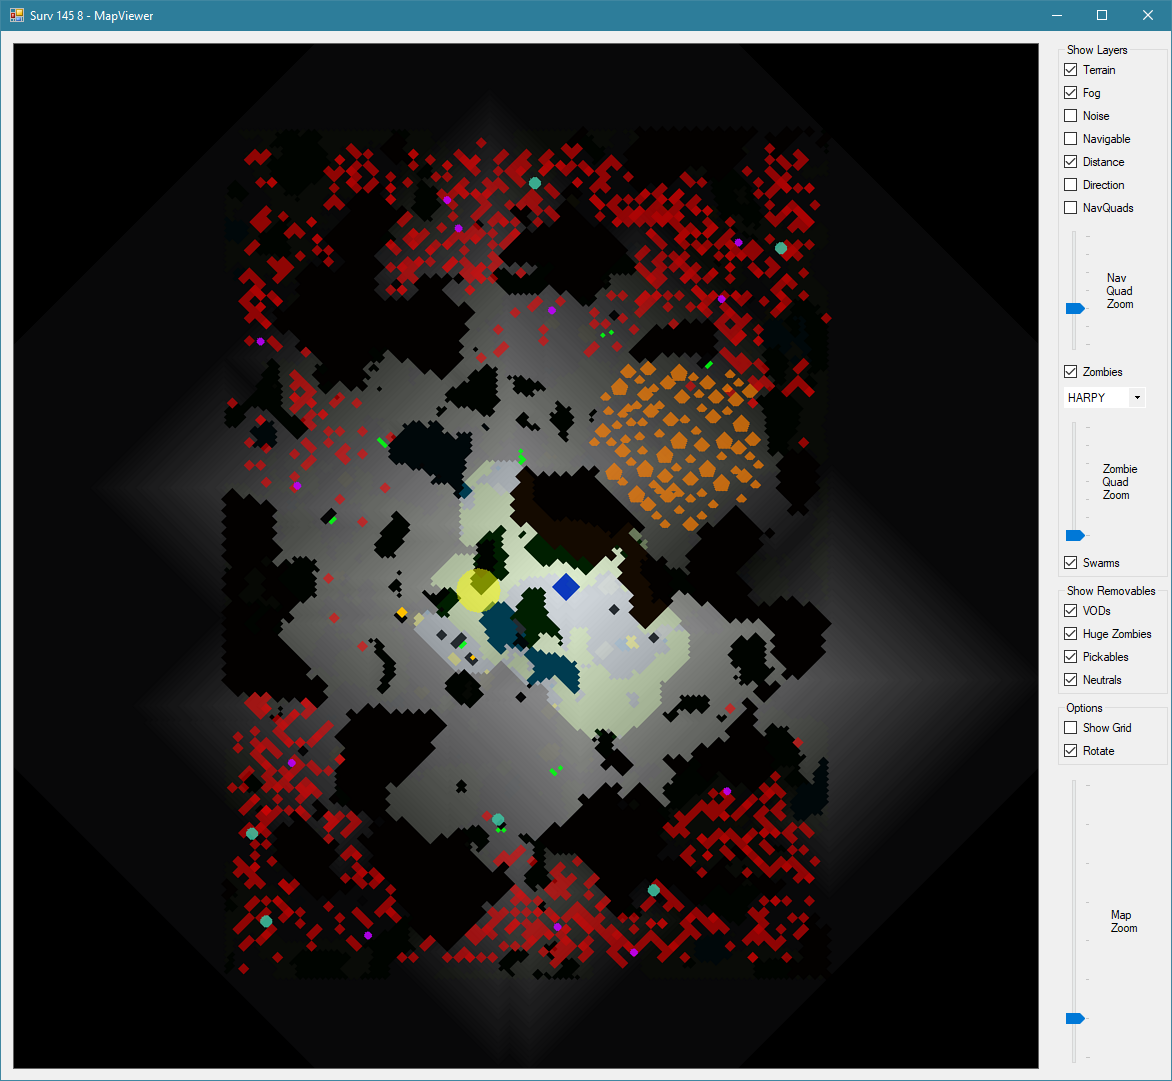 Surv 145 8 - MapViewer
Show Layers
Terrain
Fog
Noise
Navigable
Distance
Direction
NavQuads
Nav
Quad
Zoom
Zombies
HARPY
Zombie
Quad
Zoom
Swarms
Show Removables
VODs
Huge Zombies
Pickables
Neutrals
Options
Show Grid
Rotate
Map
Zoom